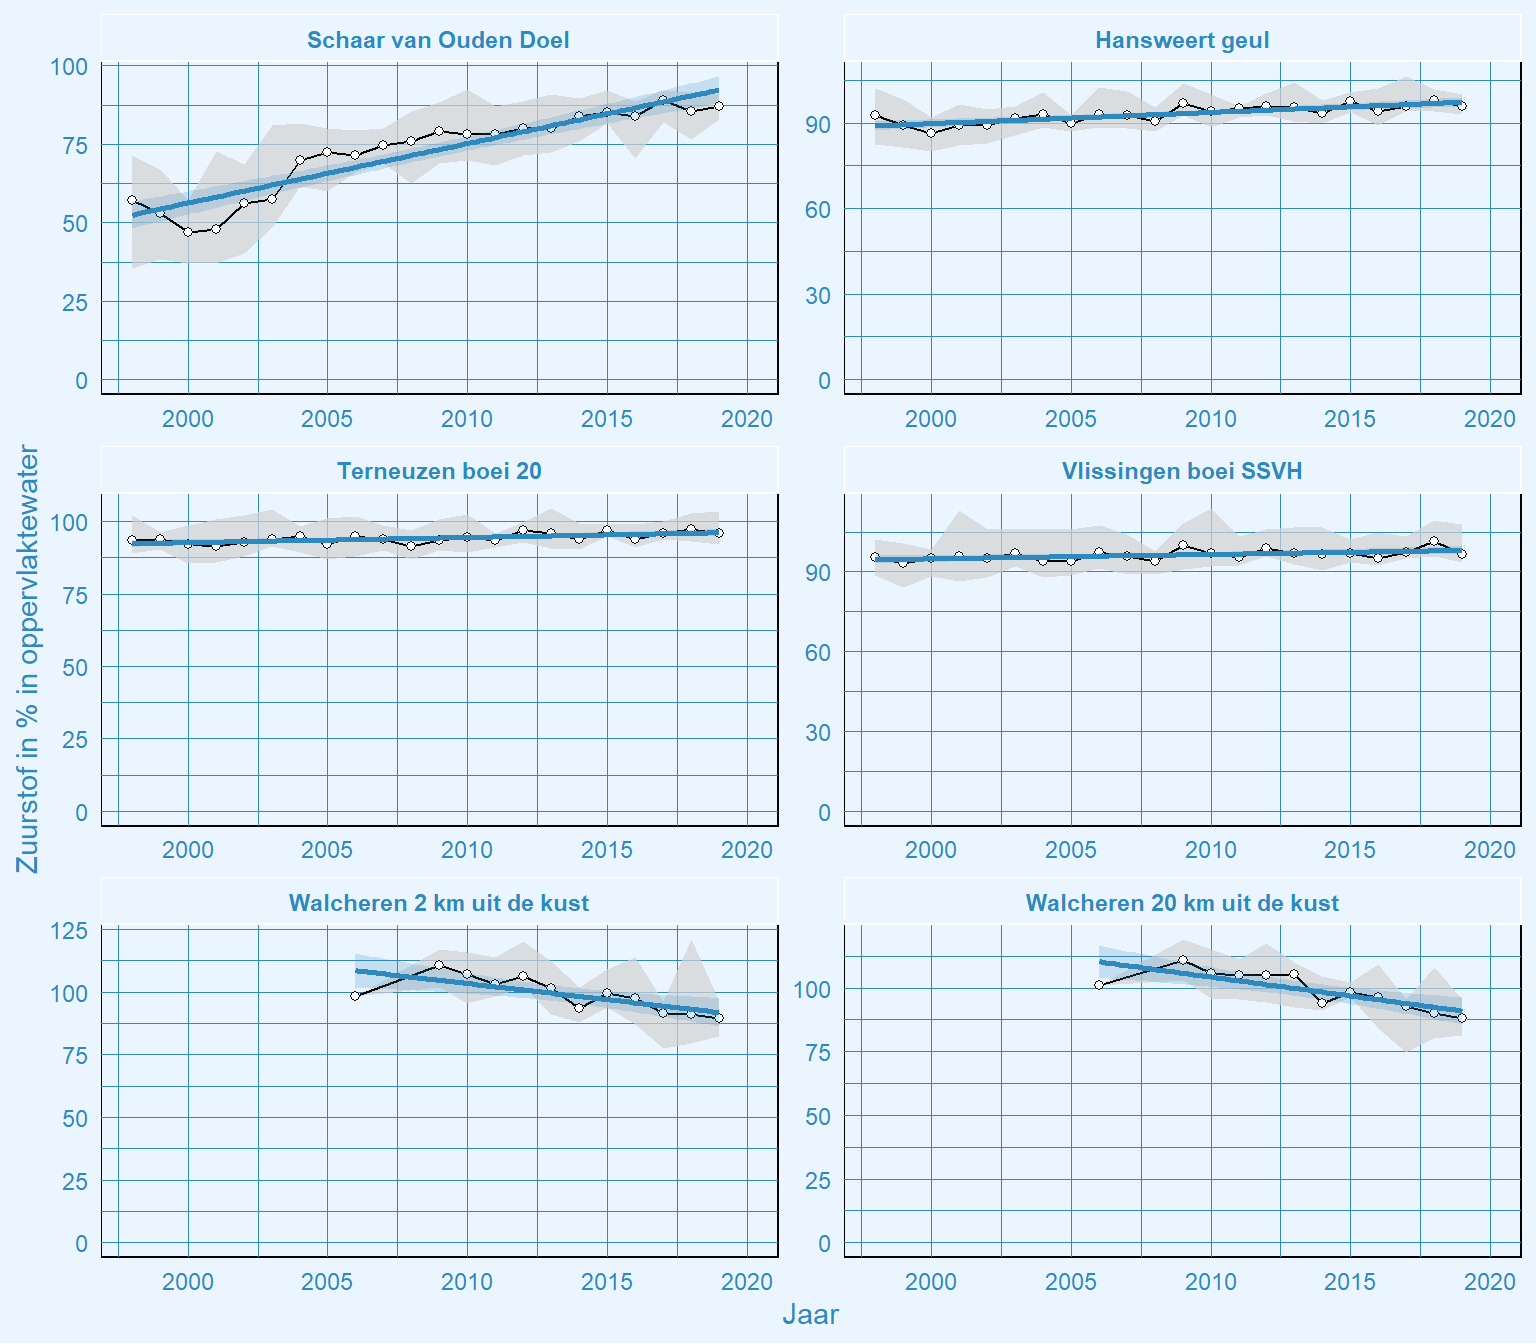 Schaar van Ouden Doel
Hansweert geul
100
75
50
25
0
90
60
30
0
2000 2005 2010 2015 2020
2000 2005 2010 2015 2020
Zuurstof in % in oppervlaktewater
Terneuzen boei 20
Vlissingen boei SSVH
100
75
50
25
0
90
60
30
0
2000 2005 2010 2015 2020
2000 2005 2010 2015 2020
Walcheren 2 km uit de kust
Walcheren 20 km uit de kust
125
100
75
50
25
0
100
75
50
25
0
2000 2005 2010 2015 2020
2000 2005 2010 2015 2020
Jaar